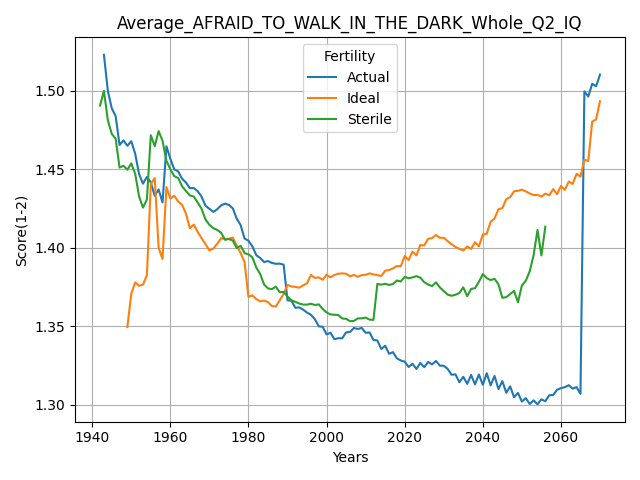 Average_AFRAID_TO_WALK_IN_THE_DARK_Whole_Q2_IQ
Fertility
Actual
Ideal
Sterile
Score(1-2)
1.50
1.45
1.40
1.35
1.30
1940 1960 1980 2000 2020 2040 2060
Years